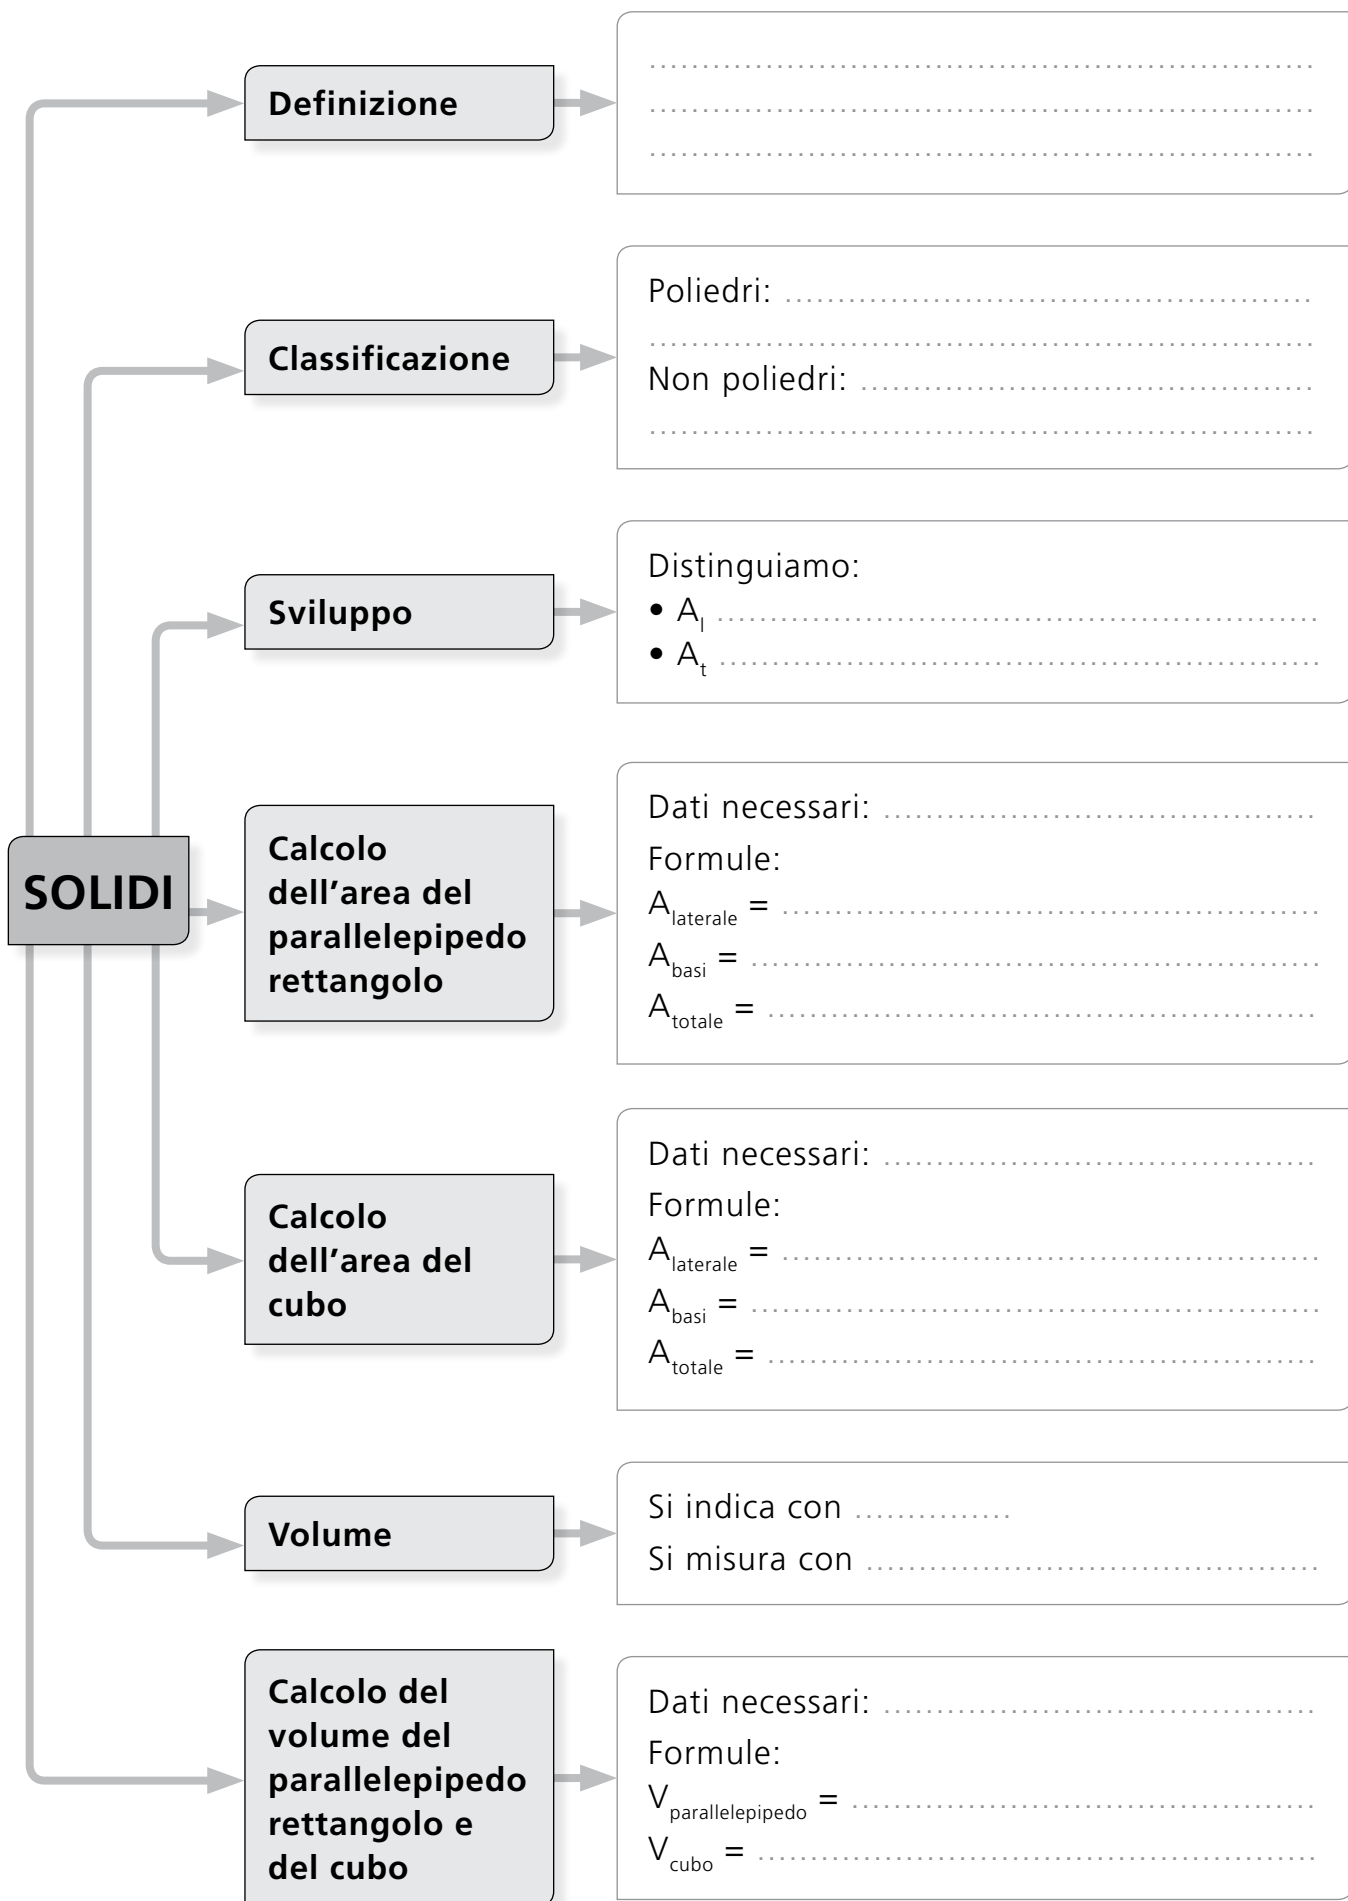 SOLIDI
Definizione
..............................................................
..............................................................
..............................................................
Classificazione
Poliedri: ..................................................
..............................................................
Non poliedri: ...........................................
..............................................................
Sviluppo
Distinguiamo:
• Al .........................................................
• At .........................................................
Calcolo
dell’area del
parallelepipedo
rettangolo
Dati necessari: .........................................
Formule:
Alaterale = ...................................................
Abasi = ......................................................
Atotale = ....................................................
Calcolo
dell’area del
cubo
Dati necessari: .........................................
Formule:
Alaterale = ...................................................
Abasi = ......................................................
Atotale = ....................................................
Volume
Si indica con ...............
Si misura con ...........................................
Calcolo del
volume del
parallelepipedo
rettangolo e
del cubo
Dati necessari: .........................................
Formule:
Vparallelepipedo = ............................................
Vcubo = .....................................................